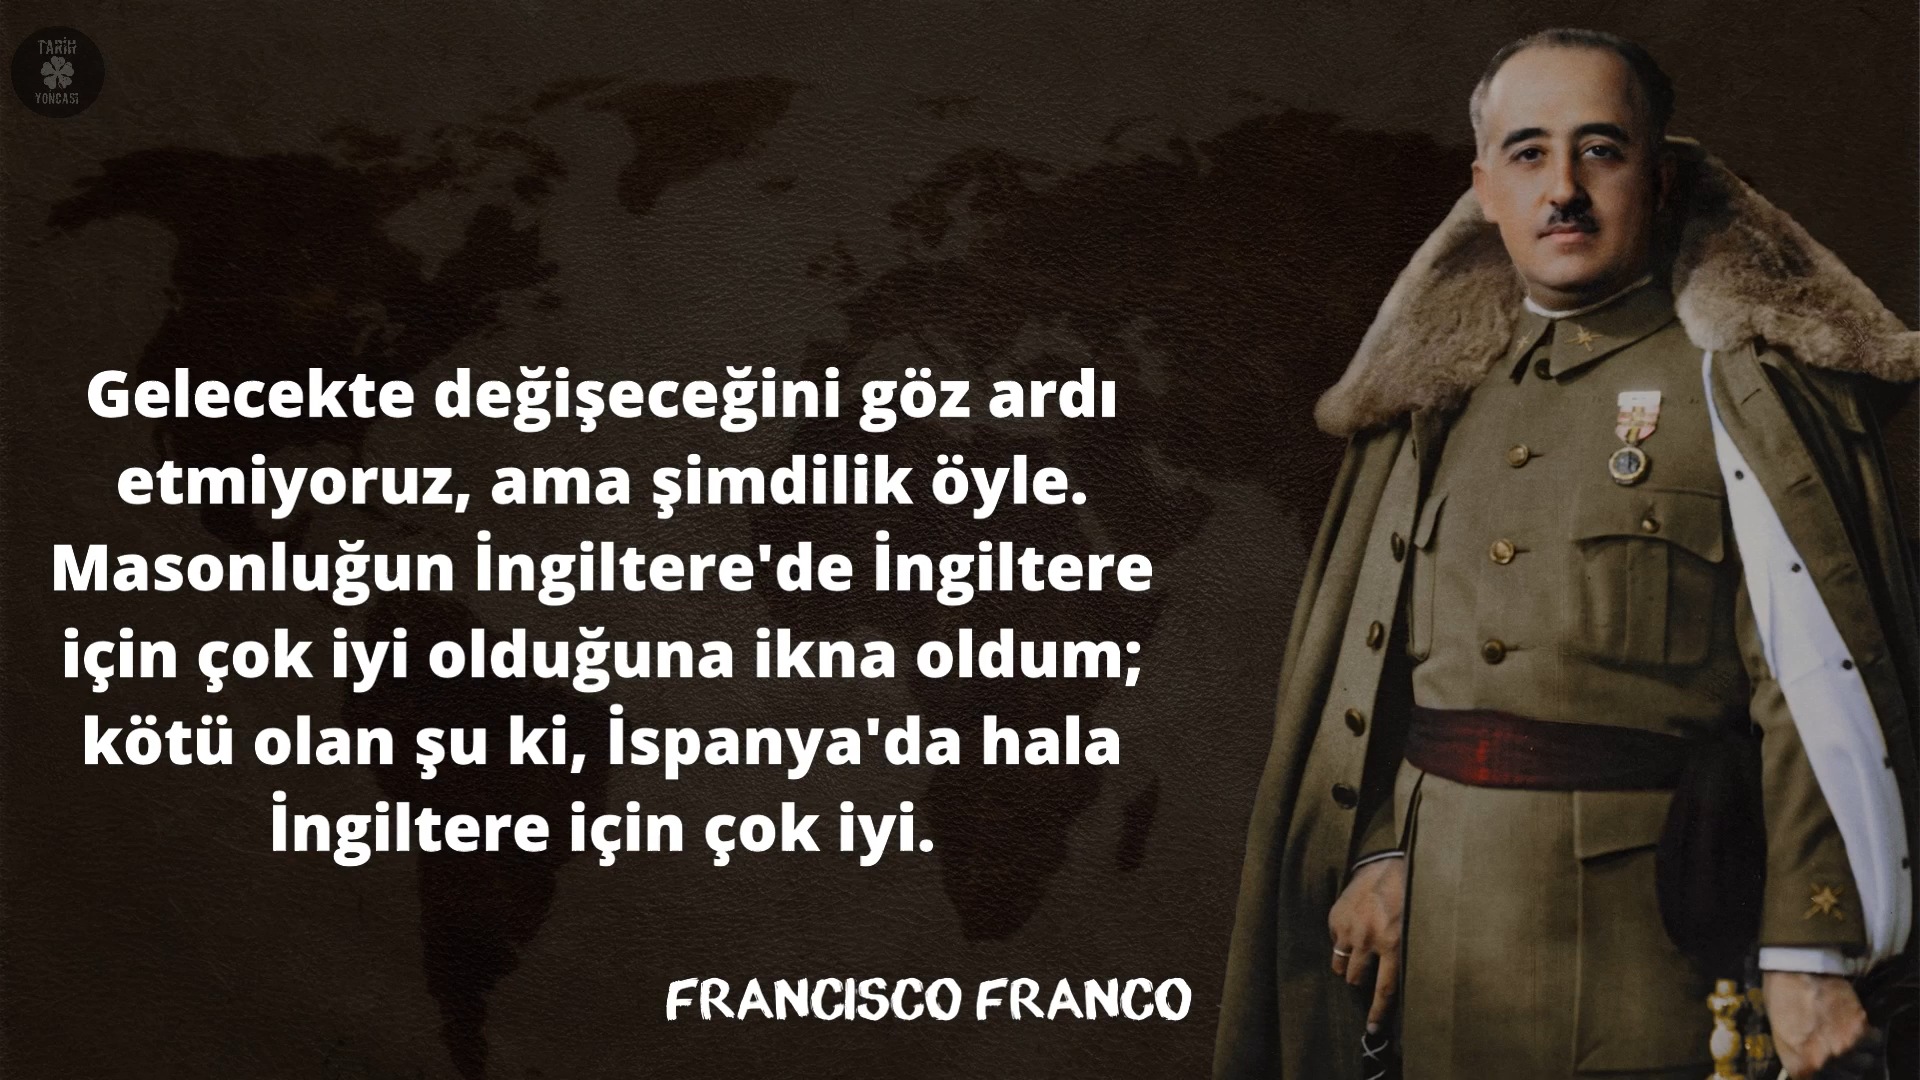 TARİH
YONCASI
Gelecekte değişeceğini göz ardı
etmiyoruz, ama şimdilik öyle.
Masonluğun İngiltere'de İngiltere
için çok iyi olduğuna ikna oldum;
kötü olan şu ki, İspanya'da hala
İngiltere için çok iyi.
FRANCISCO FRANCO